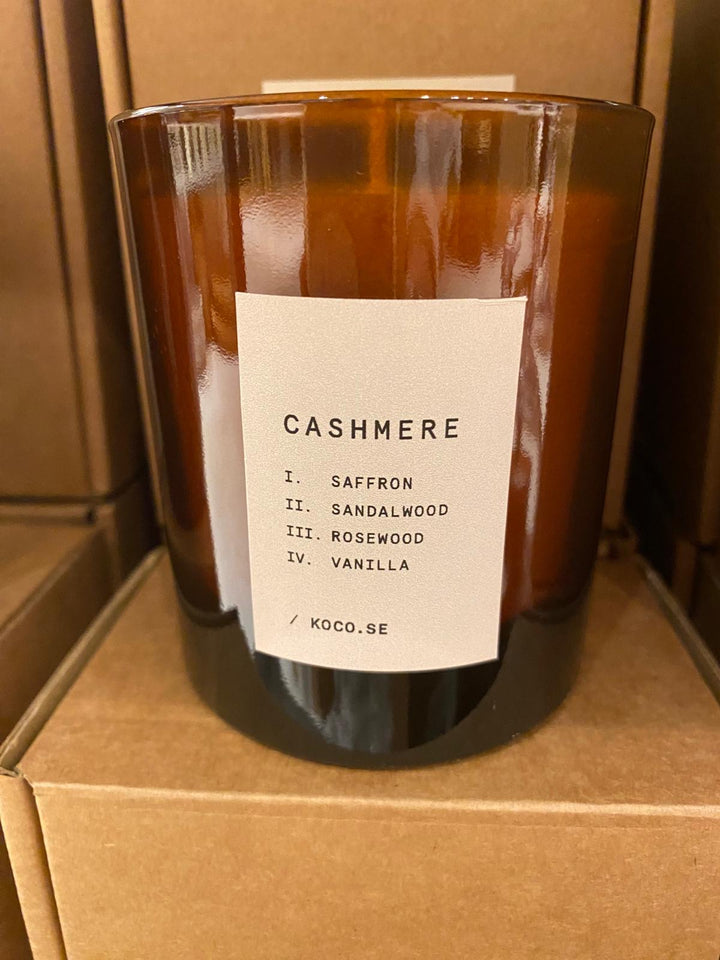 CASHMERE
I. SAFFRON
II. SANDALWOOD
III. ROSEWOOD
IV. VANILLA
/ KOCO.SE